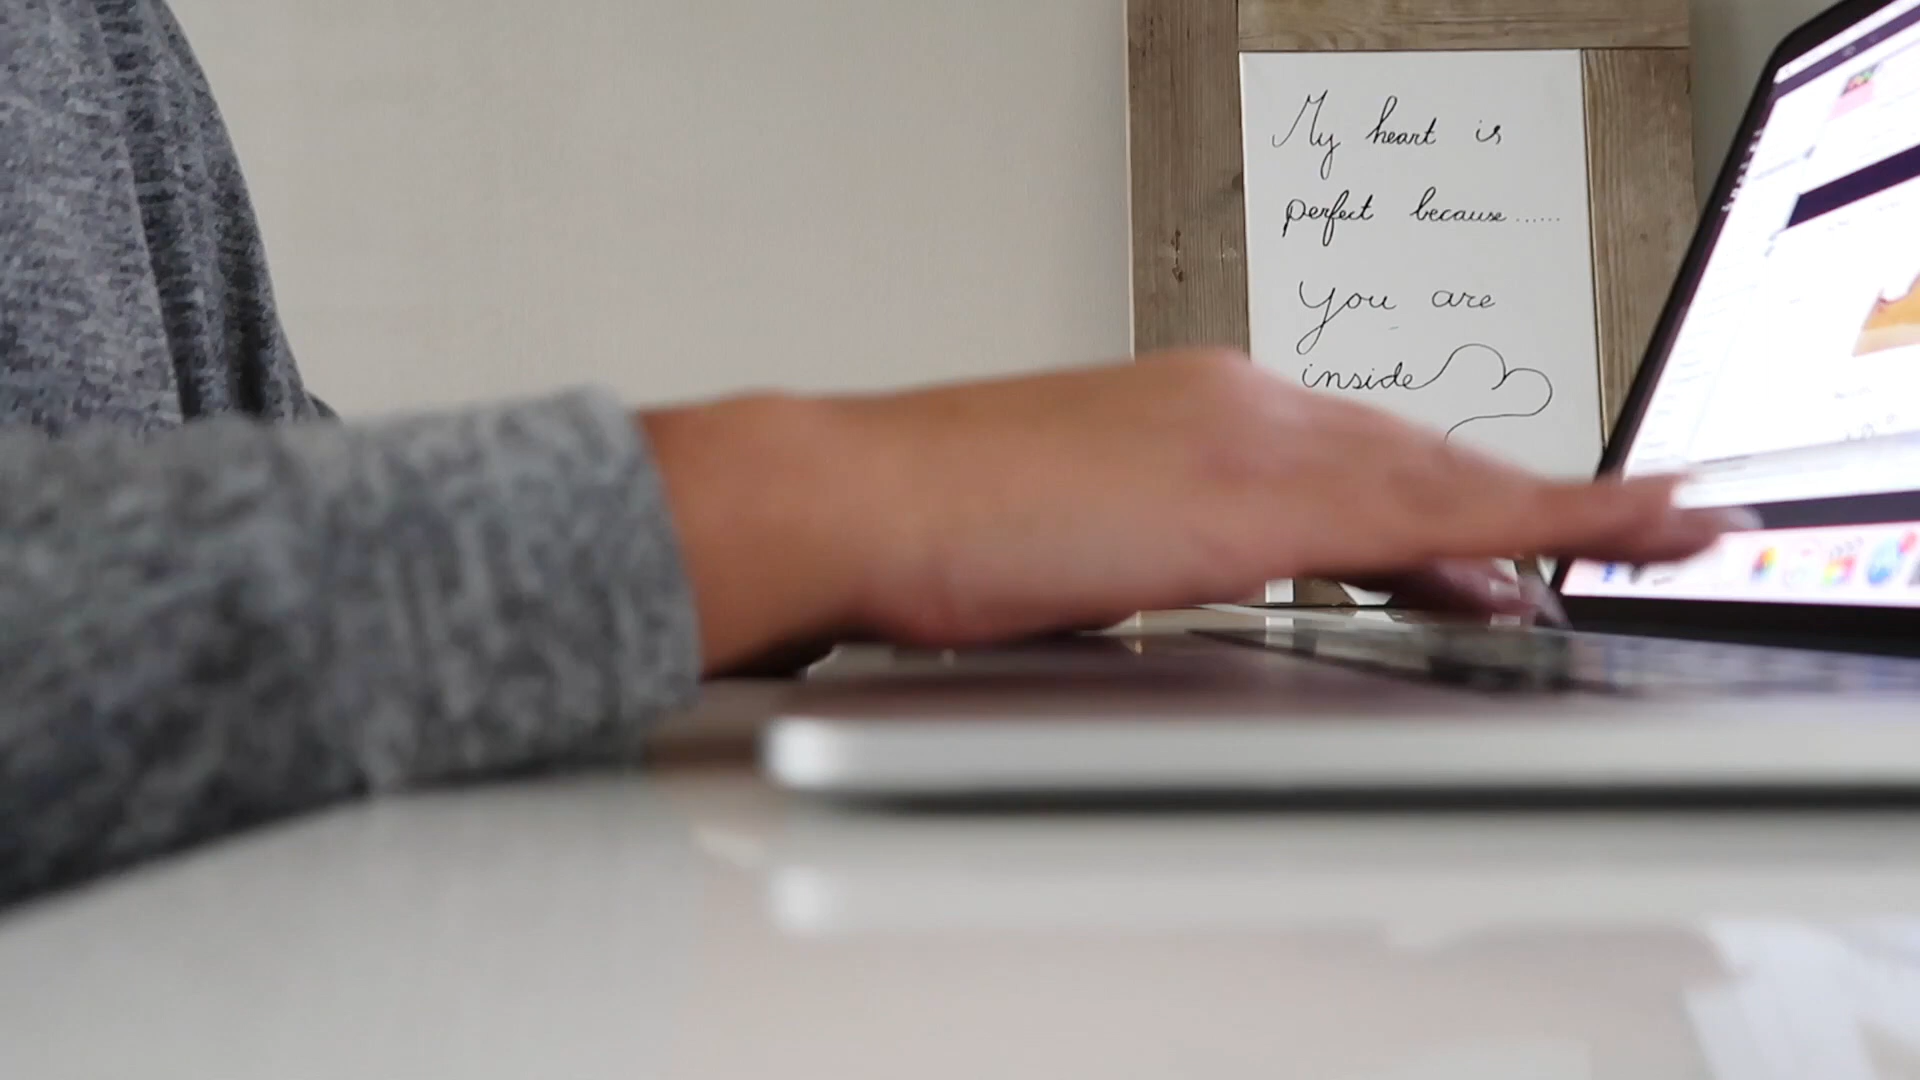 My heart is
perfect because......
You are
inside